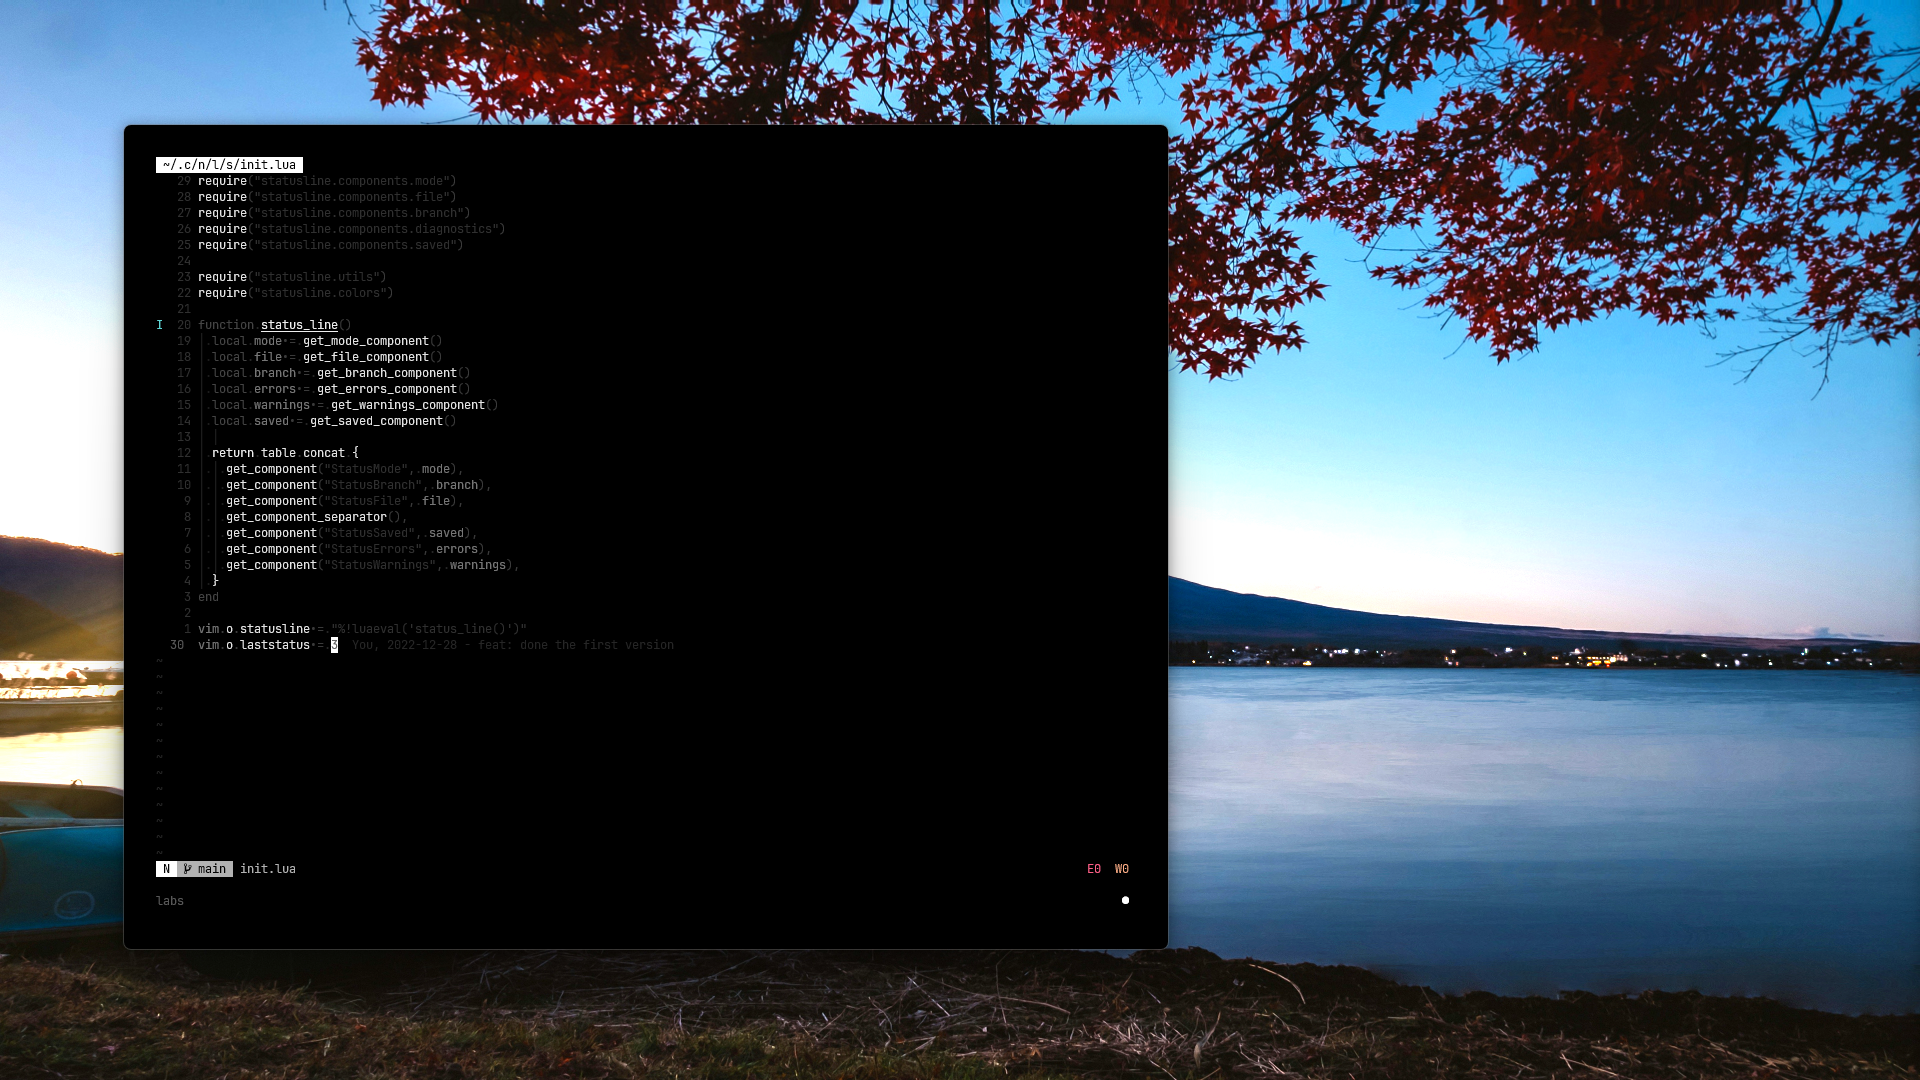 ~/.c/n/l/s/init.lua
29 require("statusline.components.mode")
28 require("statusline.components.file")
27 require("statusline.components.branch")
26 require("statusline.components.diagnostics")
25 require("statusline.components.saved")
24
23 require("statusline.utils")
22 require("statusline.colors")
21
I 20 function status_line()
19 local mode = get_mode_component()
18 local file = get_file_component()
17 local branch = get_branch_component()
16 local errors = get_errors_component()
15 local warnings = get_warnings_component()
14 local saved = get_saved_component()
13
12 return table.concat {
11 get_component("StatusMode", mode),
10 get_component("StatusBranch", branch),
9 get_component("StatusFile", file),
8 get_component_separator(),
7 get_component("StatusSaved", saved),
6 get_component("StatusErrors", errors),
5 get_component("StatusWarnings", warnings),
4 }
3 end
2
1 vim.o.statusline = "%!luaeval('status_line()')"
30 vim.o.laststatus = 3 You, 2022-12-28 - feat: done the first version
~
~
~
~
~
~
~
~
~
~
~
~
~
N main init.lua E0 W0
labs ●